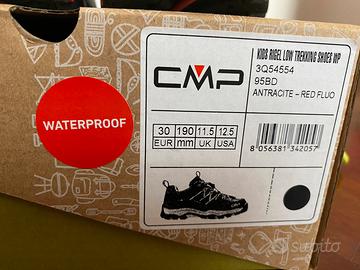 WATERPROOF
CMP
KIDS RIGEL LOW TREKKING SHOES WP
3Q54554
95BD
ANTRACITE - RED FLUO
30 190 11.5 12.5
EUR mm UK USA
8 056381 342057
subito